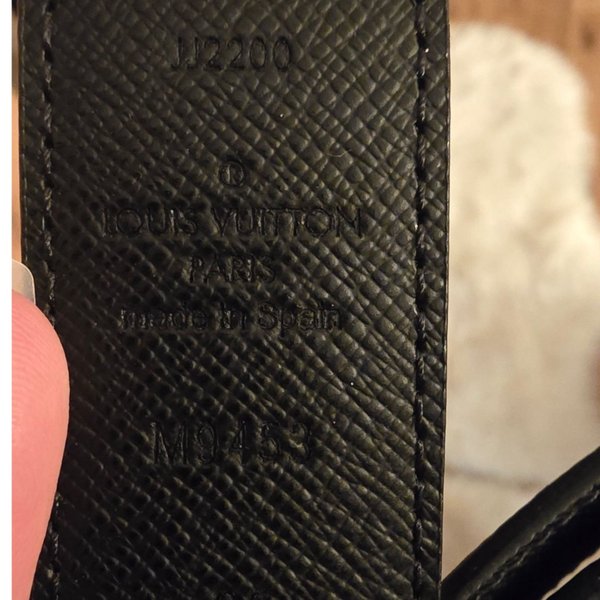 JJ2200
LOUIS VUITTON
PARIS
made in Spain
M9453